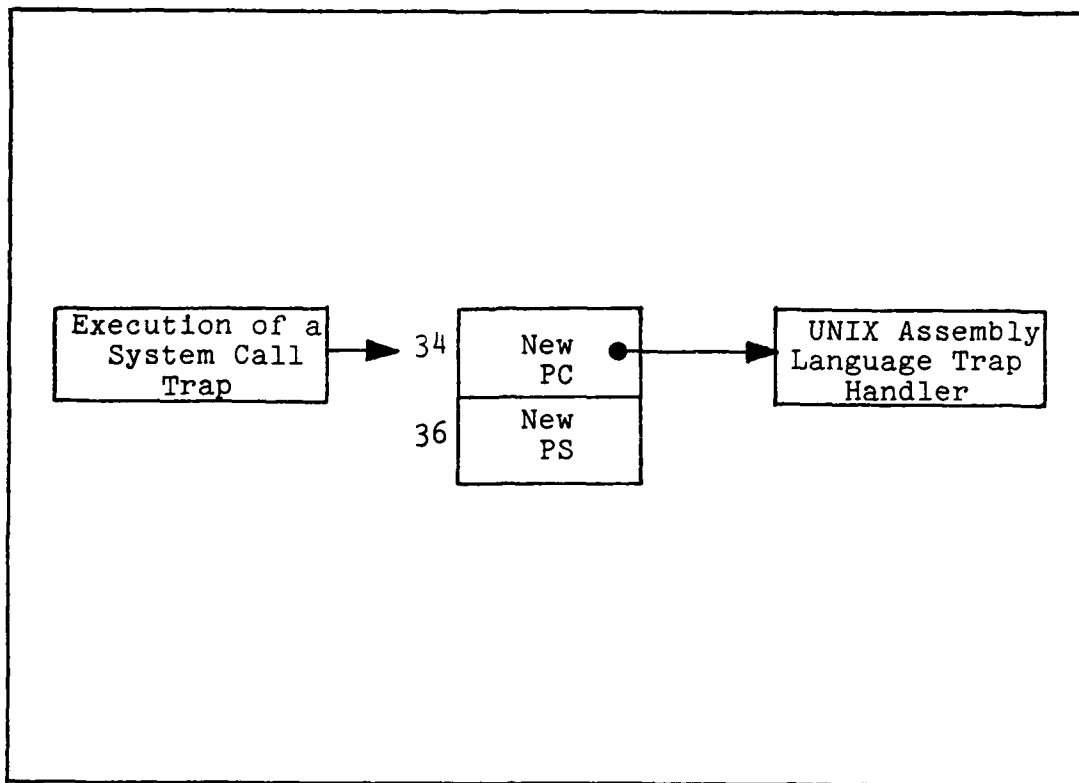 Execution of a
System Call
Trap
34
New
PC
36
New
PS
UNIX Assembly
Language Trap
Handler